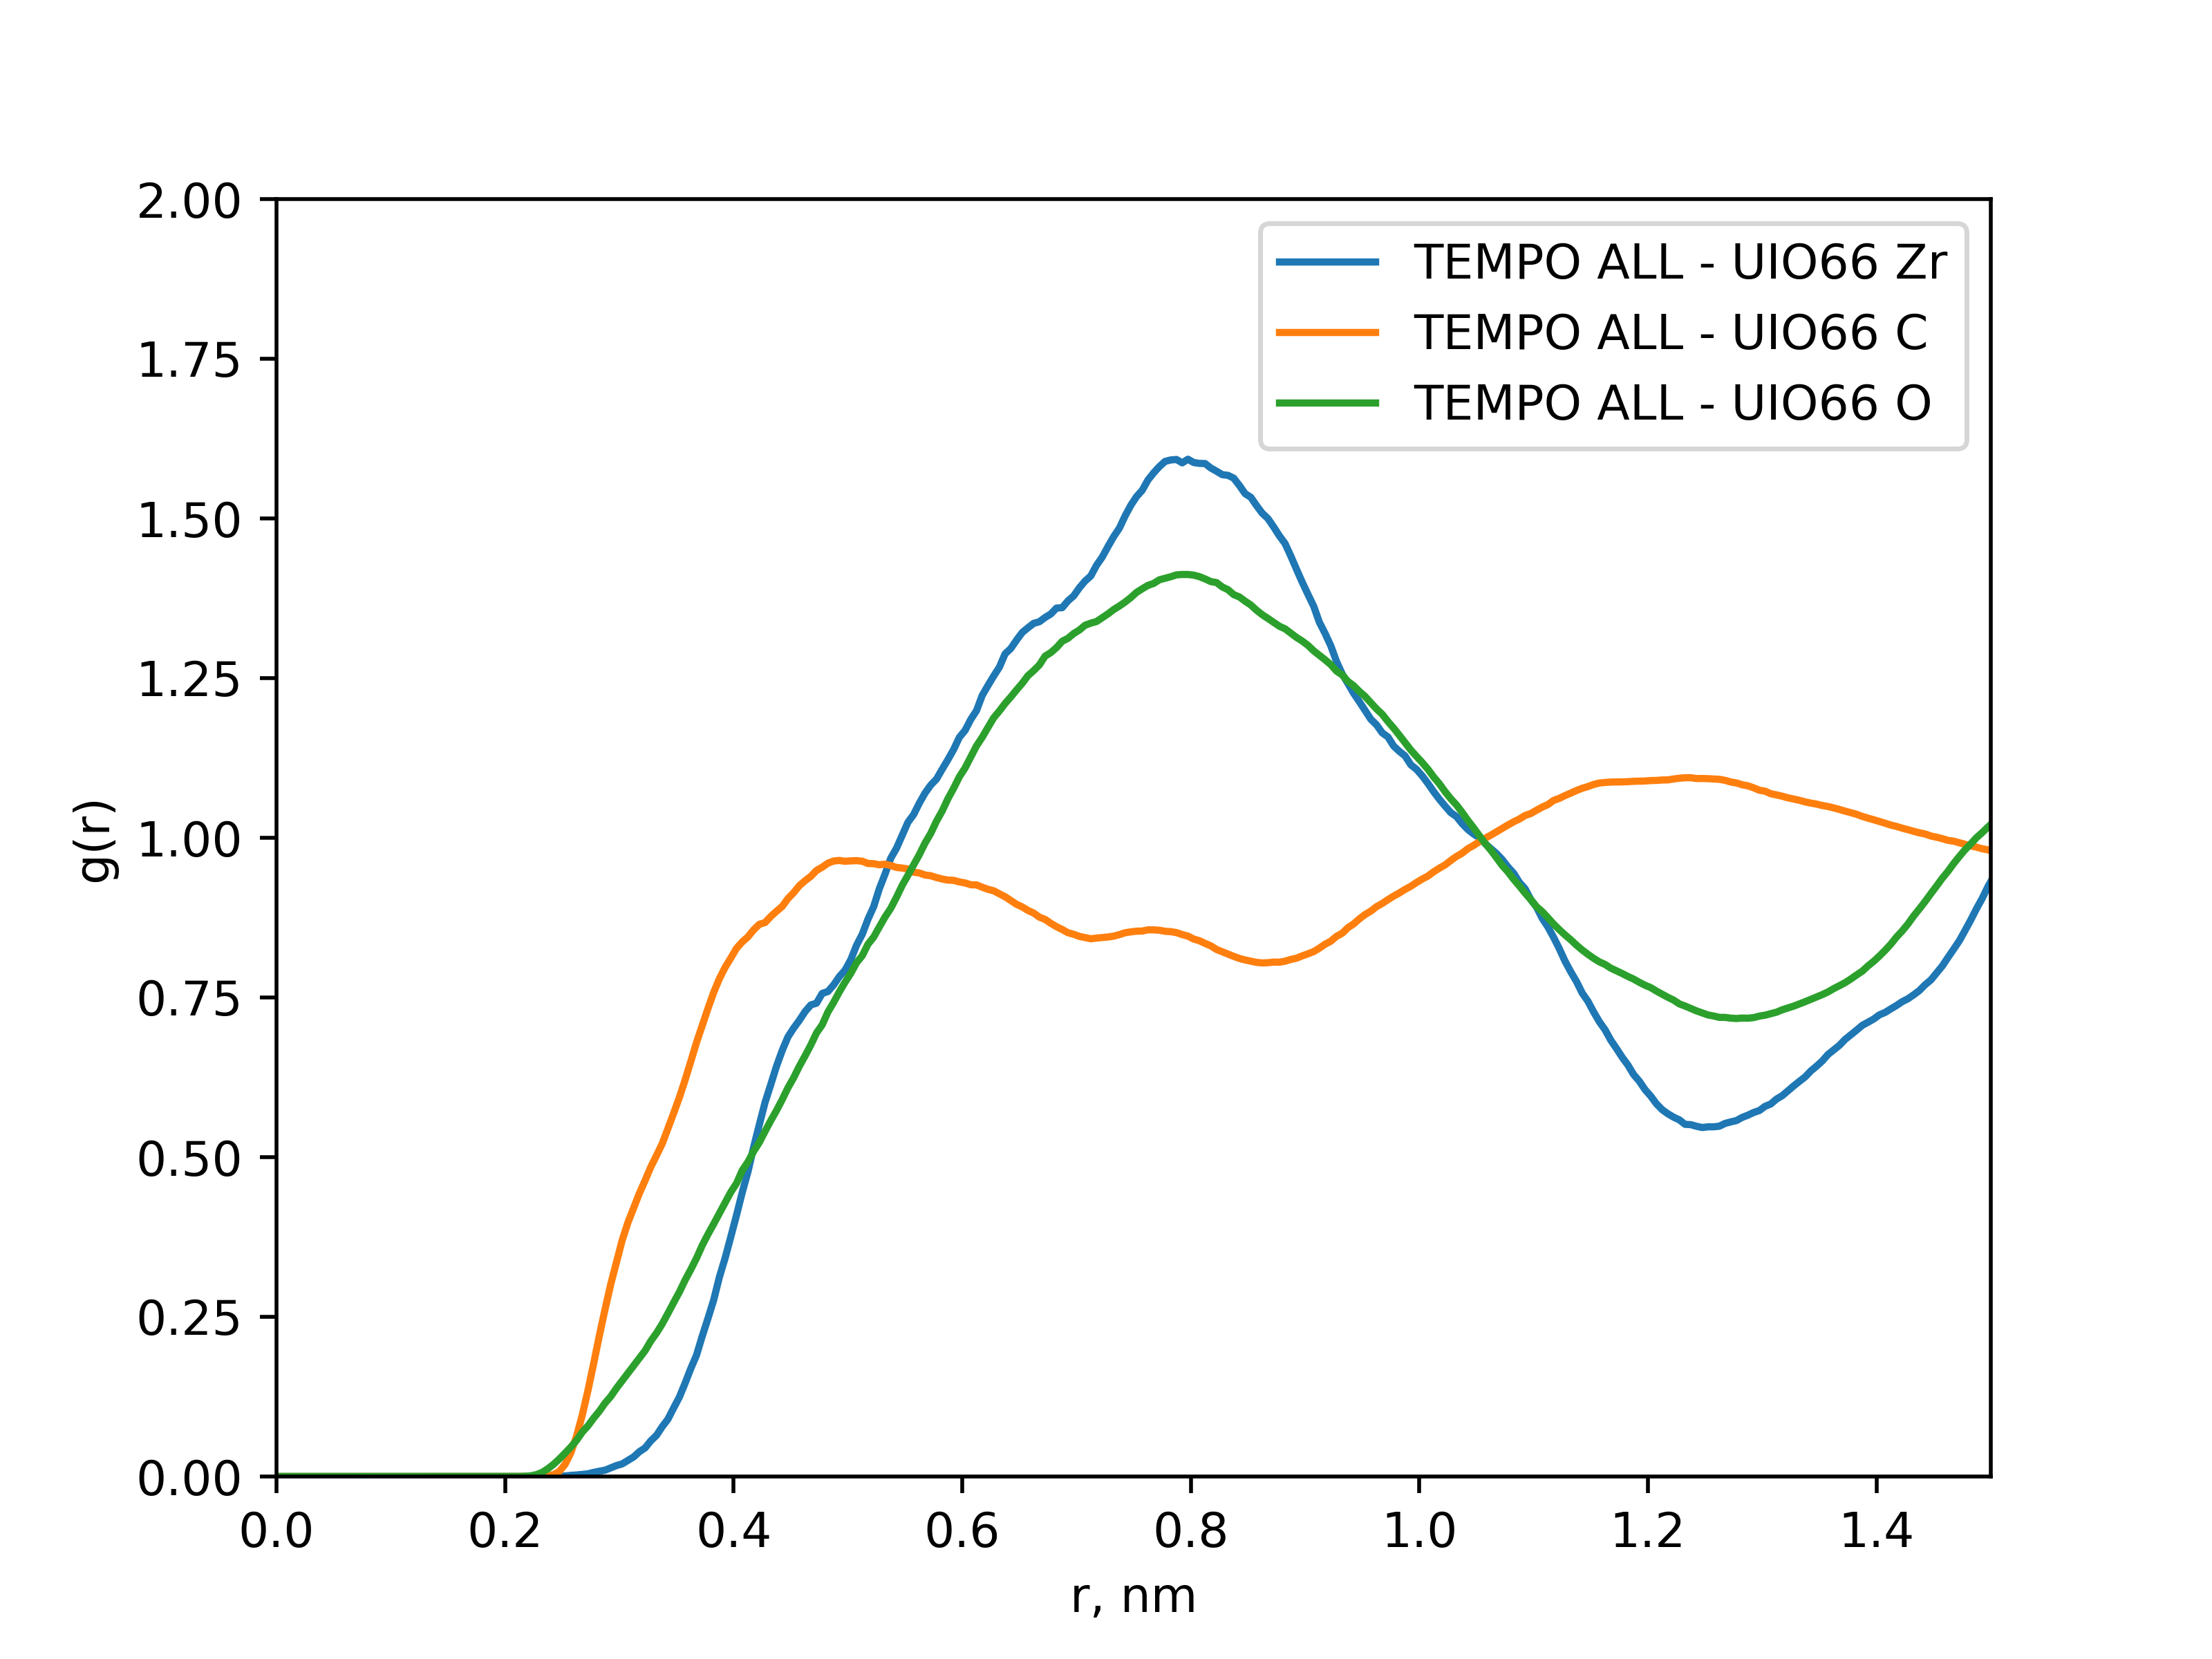 2.00
1.75
1.50
1.25
1.00
0.75
0.50
0.25
0.00
g(r)
TEMPO ALL - UIO66 Zr
TEMPO ALL - UIO66 C
TEMPO ALL - UIO66 O
0.0 0.2 0.4 0.6 0.8 1.0 1.2 1.4
r, nm